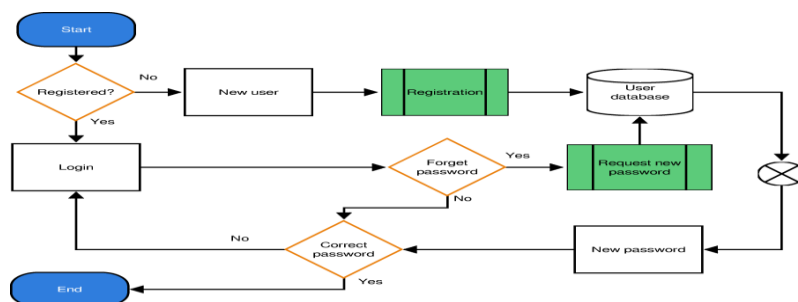 Start
Registered?
No
New user
Registration
User
database
Yes
Login
Forget
password
Yes
Request new
password
No
No
Correct
password
New password
Yes
End